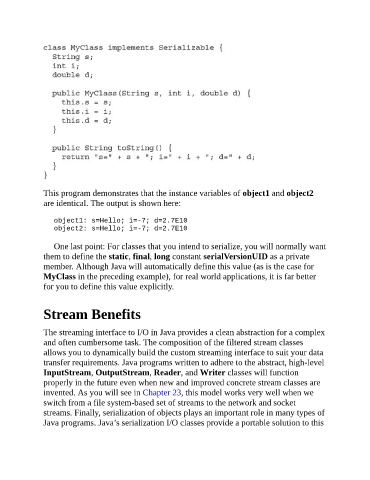 class MyClass implements Serializable {
String s;
int i;
double d;
public MyClass(String s, int i, double d) {
this.s = s;
this.i = i;
this.d = d;
}
public String toString() {
return "s=" + s + "; i=" + i + "; d=" + d;
}
}
This program demonstrates that the instance variables of object1 and object2
are identical. The output is shown here:
object1: s=Hello; i=-7; d=2.7E10
object2: s=Hello; i=-7; d=2.7E10
One last point: For classes that you intend to serialize, you will normally want
them to define the static, final, long constant serialVersionUID as a private
member. Although Java will automatically define this value (as is the case for
MyClass in the preceding example), for real world applications, it is far better
for you to define this value explicitly.
Stream Benefits
The streaming interface to I/O in Java provides a clean abstraction for a complex
and often cumbersome task. The composition of the filtered stream classes
allows you to dynamically build the custom streaming interface to suit your data
transfer requirements. Java programs written to adhere to the abstract, high-level
InputStream, OutputStream, Reader, and Writer classes will function
properly in the future even when new and improved concrete stream classes are
invented. As you will see in Chapter 23, this model works very well when we
switch from a file system-based set of streams to the network and socket
streams. Finally, serialization of objects plays an important role in many types of
Java programs. Java's serialization I/O classes provide a portable solution to this